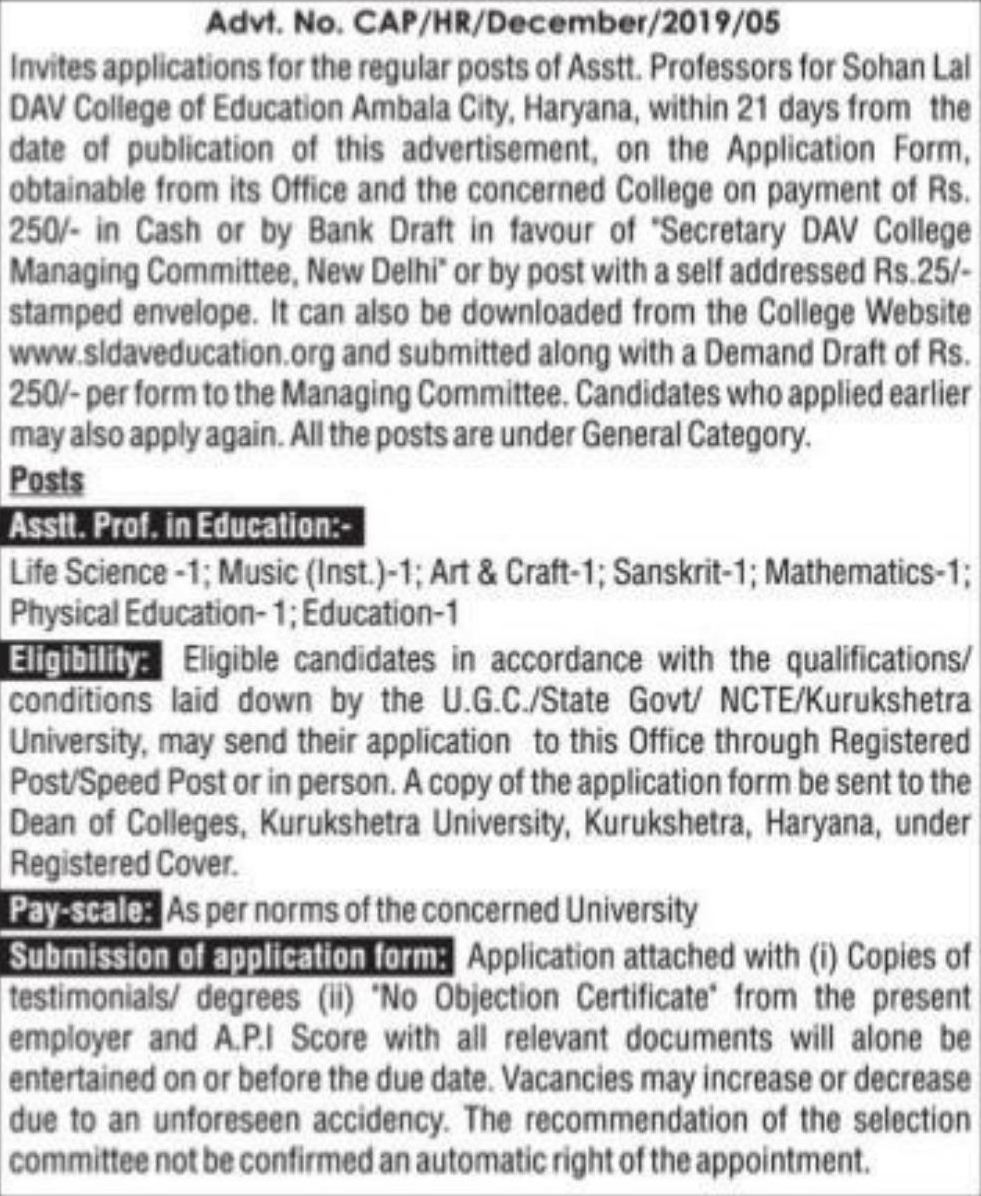 Advt. No. CAP/HR/December/2019/05
Invites applications for the regular posts of Asstt. Professors for Sohan Lal
DAV College of Education Ambala City, Haryana, within 21 days from the
date of publication of this advertisement, on the Application Form,
obtainable from its Office and the concerned College on payment of Rs.
250/- in Cash or by Bank Draft in favour of "Secretary DAV College
Managing Committee, New Delhi" or by post with a self addressed Rs.25/-
stamped envelope. It can also be downloaded from the College Website
www.sldaveducation.org and submitted along with a Demand Draft of Rs.
250/- per form to the Managing Committee. Candidates who applied earlier
may also apply again. All the posts are under General Category.
Posts
Asstt. Prof. in Education:-
Life Science -1; Music (Inst.)-1; Art & Craft-1; Sanskrit-1; Mathematics-1;
Physical Education- 1; Education-1
Eligibility: Eligible candidates in accordance with the qualifications/
conditions laid down by the U.G.C./State Govt/ NCTE/Kurukshetra
University, may send their application to this Office through Registered
Post/Speed Post or in person. A copy of the application form be sent to the
Dean of Colleges, Kurukshetra University, Kurukshetra, Haryana, under
Registered Cover.
Pay-scale: As per norms of the concerned University
Submission of application form: Application attached with (i) Copies of
testimonials/ degrees (ii) "No Objection Certificate" from the present
employer and A.P.I Score with all relevant documents will alone be
entertained on or before the due date. Vacancies may increase or decrease
due to an unforeseen accidency. The recommendation of the selection
committee not be confirmed an automatic right of the appointment.